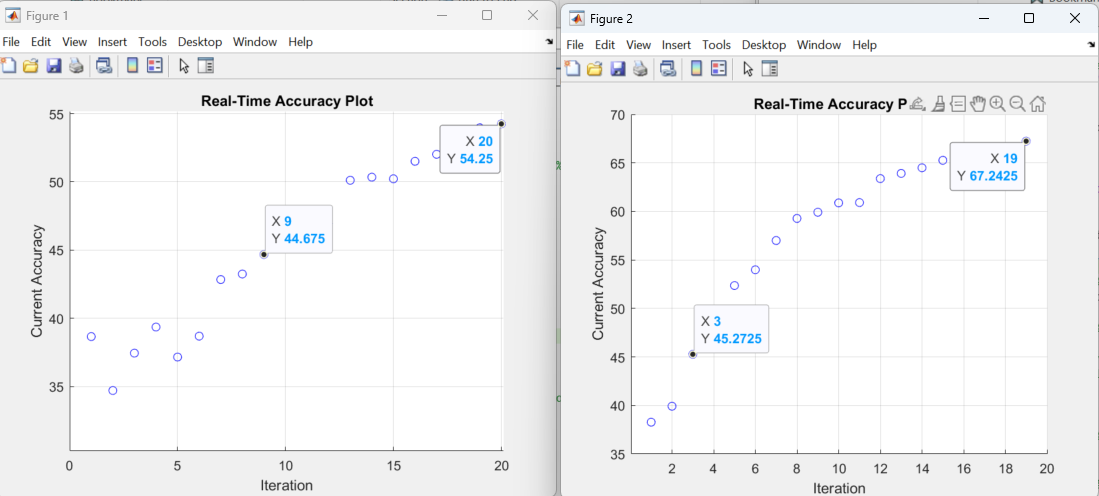 Figure 1
File Edit View Insert Tools Desktop Window Help
Real-Time Accuracy Plot
55
50
45
40
35
0 5 10 15 20
Current Accuracy
Iteration
X 9
Y 44.675
X 20
Y 54.25
Figure 2
File Edit View Insert Tools Desktop Window Help
Real-Time Accuracy P
70
65
60
55
50
45
40
35
2 4 6 8 10 12 14 16 18 20
Current Accuracy
Iteration
X 3
Y 45.2725
X 19
Y 67.2425